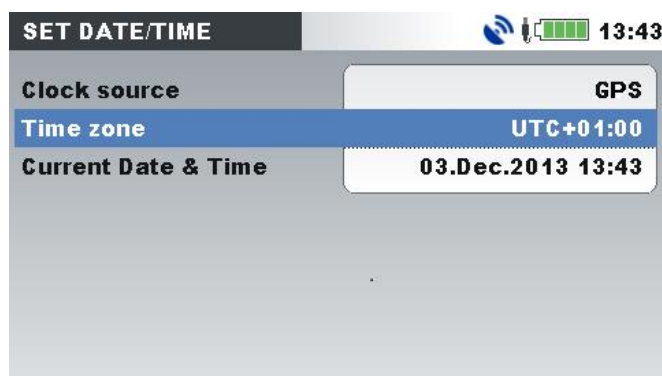 SET DATE/TIME 13:43
Clock source GPS
Time zone UTC+01:00
Current Date & Time 03.Dec.2013 13:43